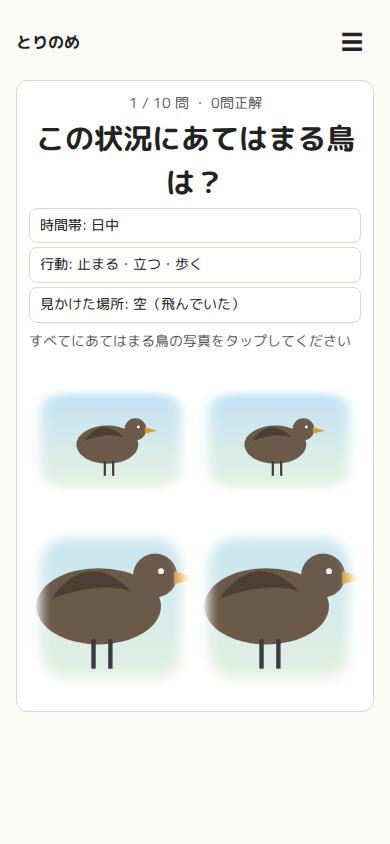 とりのめ
1 / 10 問 ・ 0問正解
この状況にあてはまる鳥
は？
時間帯: 日中
行動: 止まる・立つ・歩く
見かけた場所: 空（飛んでいた）
すべてにあてはまる鳥の写真をタップしてください